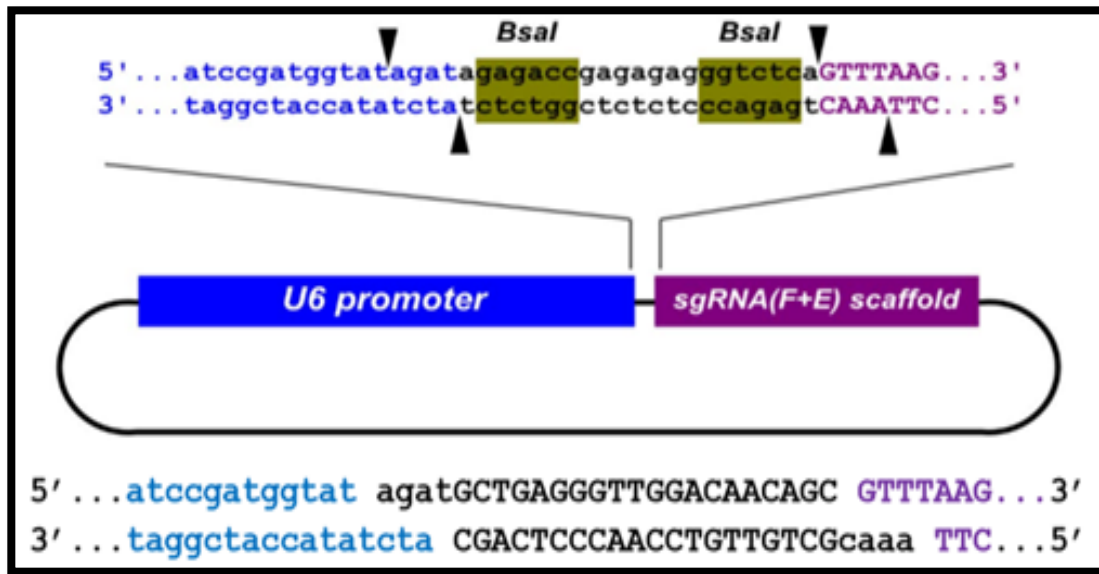 BsaI BsaI
5'...atccgatggtatagatagagaccgagagagggtctcaGTTTAAG...3'
3'...taggctaccatatctatctctggctctctcccagagtCAAATTC...5'
U6 promoter sgRNA(F+E) scaffold
5'...atccgatggtat agatGCTGAGGGTTGGACAACAGC GTTTAAG...3'
3'...taggctaccatatcta CGACTCCCAACCTGTTGTCGcaaa TTC...5'